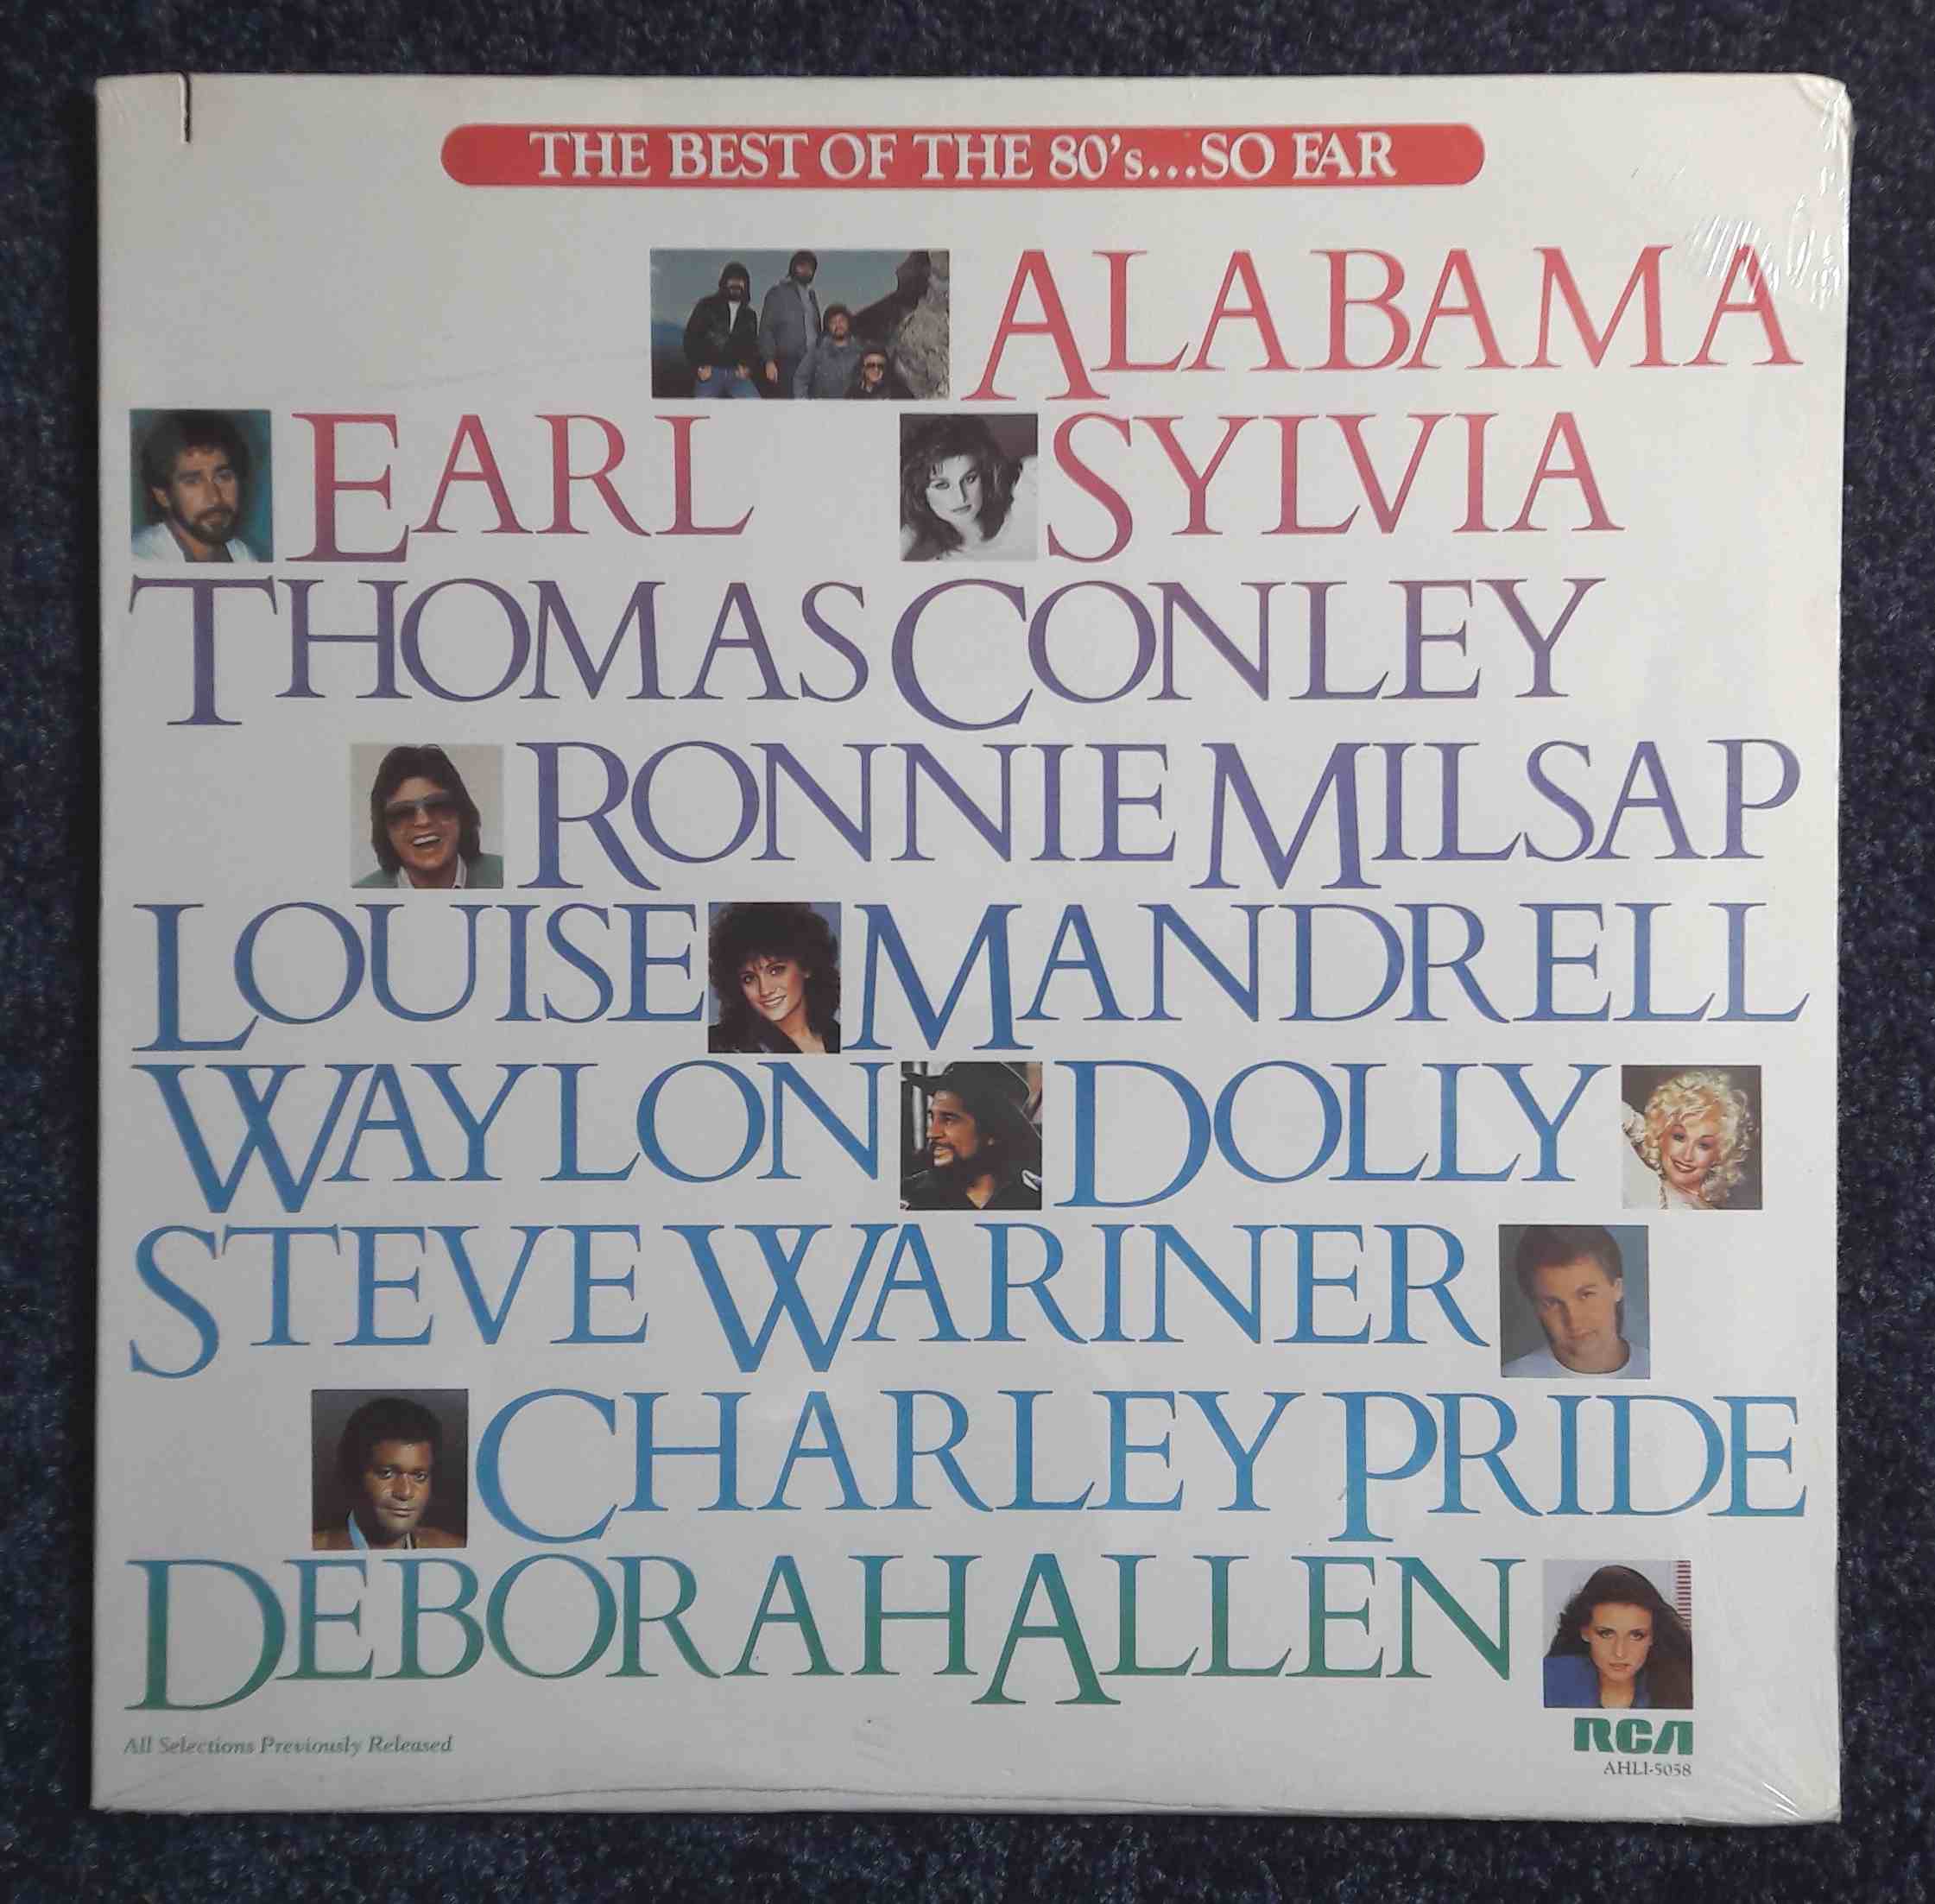 THE BEST OF THE 80's...SO FAR
ALABAMA
EARL SYLVIA
THOMAS CONLEY
RONNIE MILSAP
LOUISE MANDRELL
WAYLON DOLLY
STEVE WARINER
CHARLEY PRIDE
DEBORAH ALLEN
All Selections Previously Released
RCA
AHL1-5058